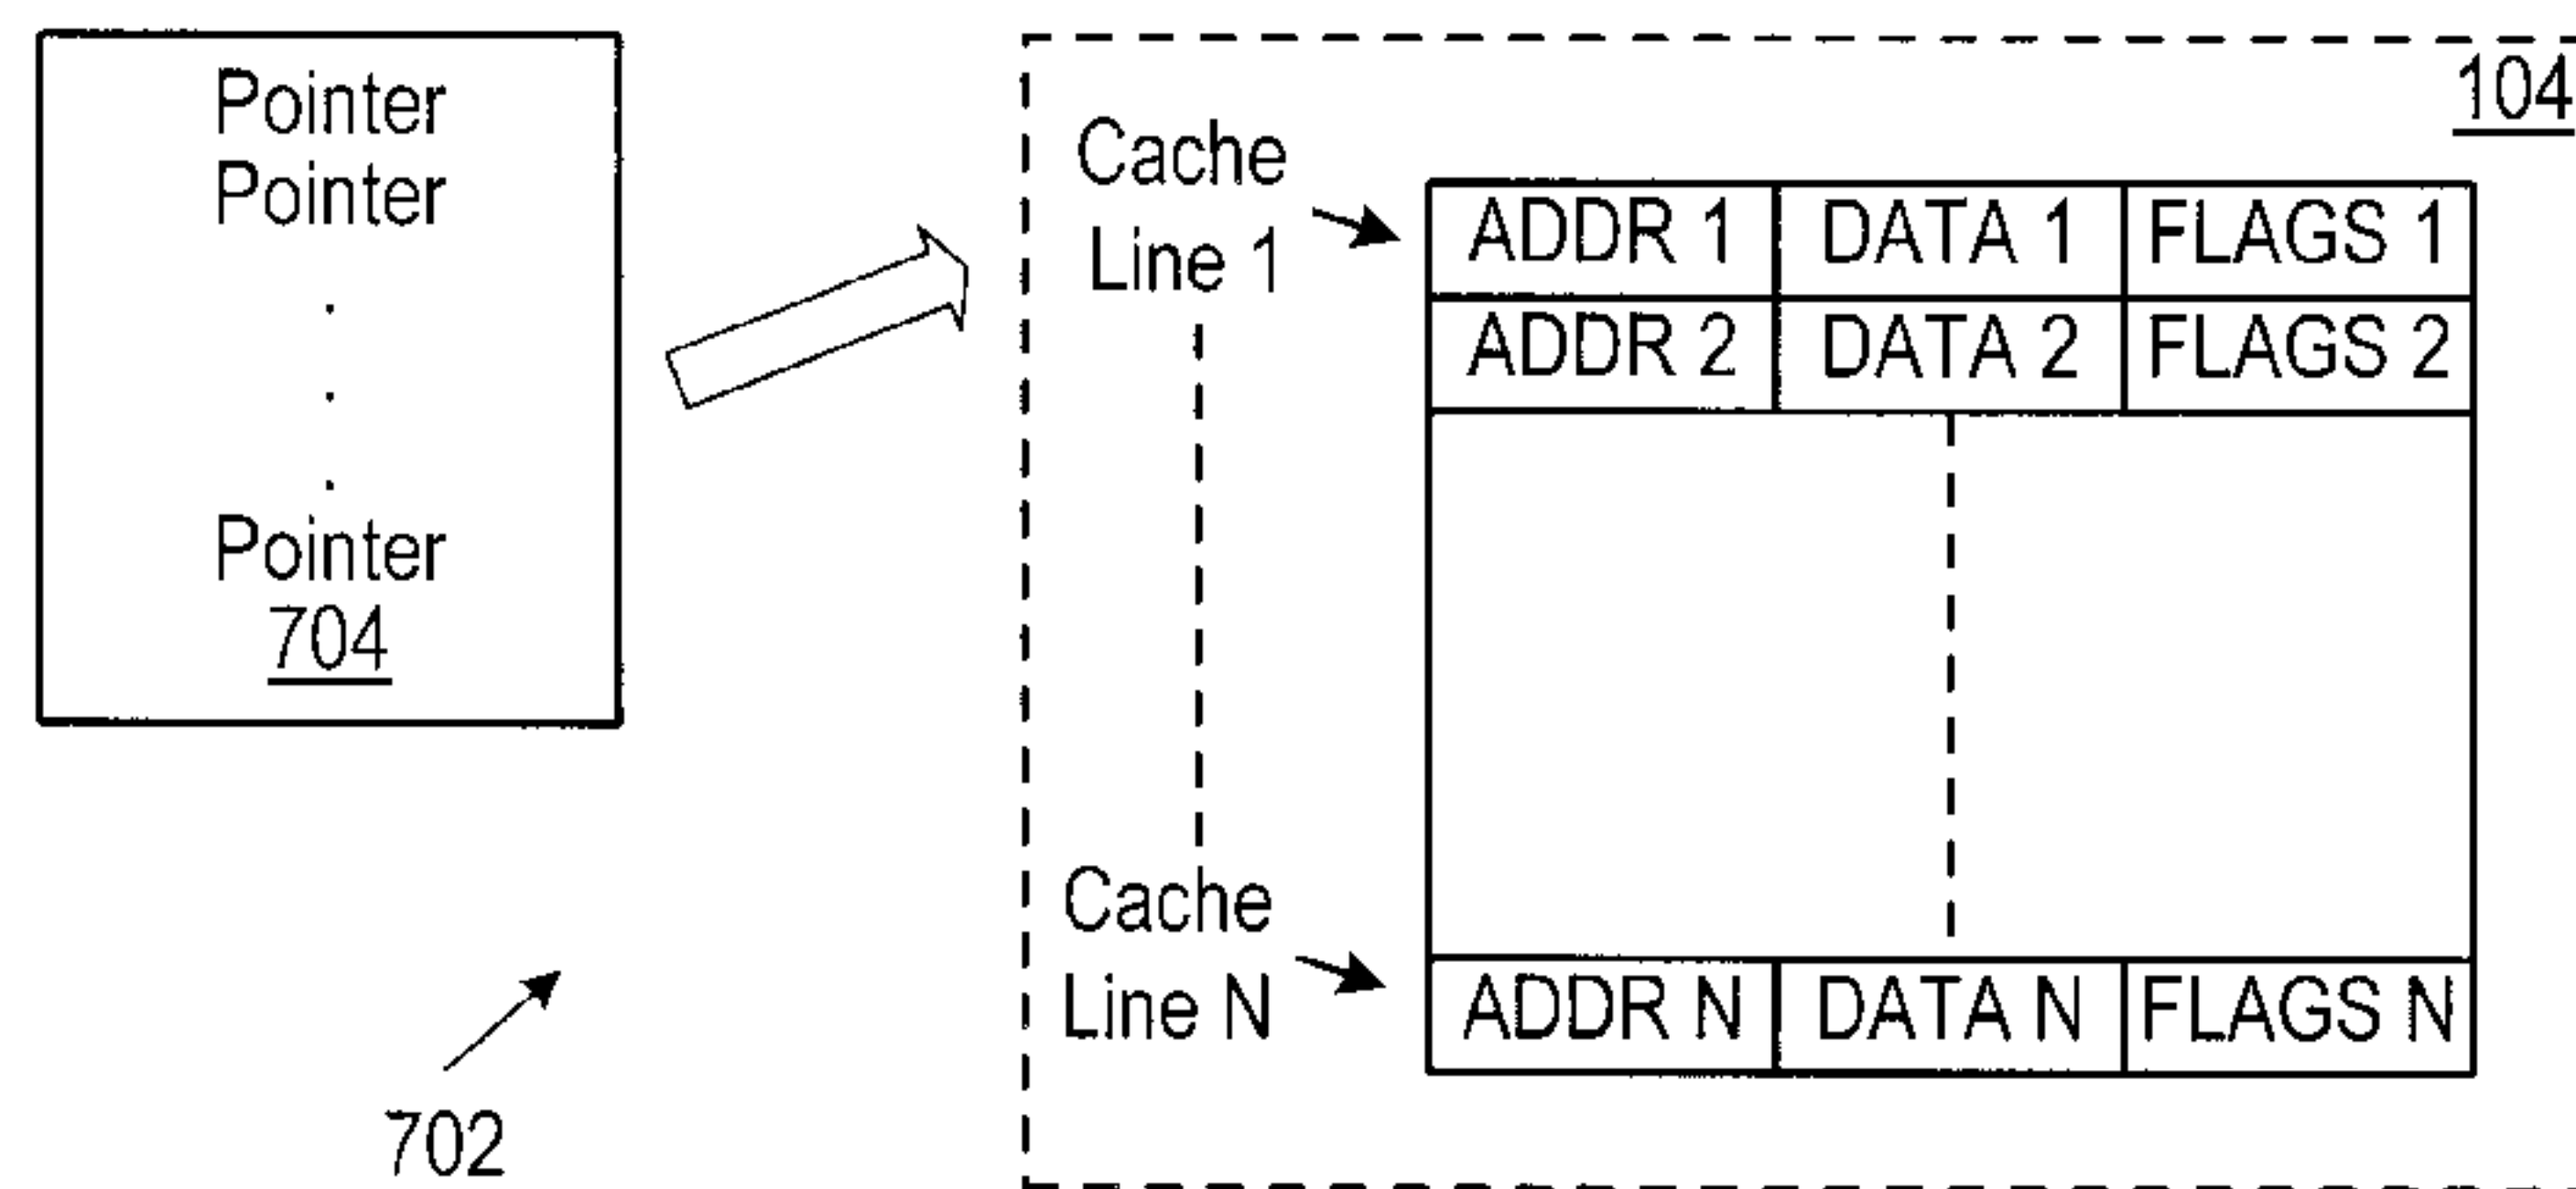 Pointer
Pointer
.
.
.
Pointer
704
702
104
Cache
Line 1
ADDR 1 DATA 1 FLAGS 1
ADDR 2 DATA 2 FLAGS 2
Cache
Line N
ADDR N DATA N FLAGS N